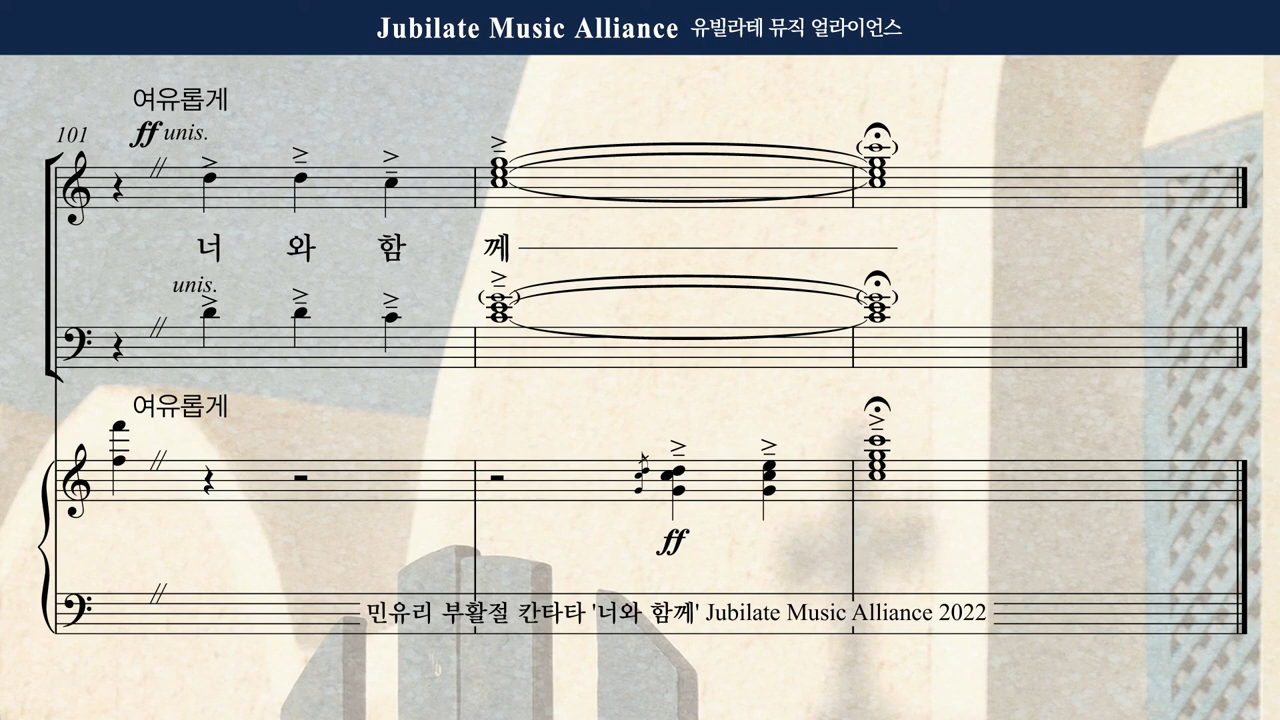 Jubilate Music Alliance 유빌라테 뮤직 얼라이언스
여유롭게
101 ff unis.
너 와 함 께
unis.
여유롭게
ff
민유리 부활절 칸타타 '너와 함께' Jubilate Music Alliance 2022